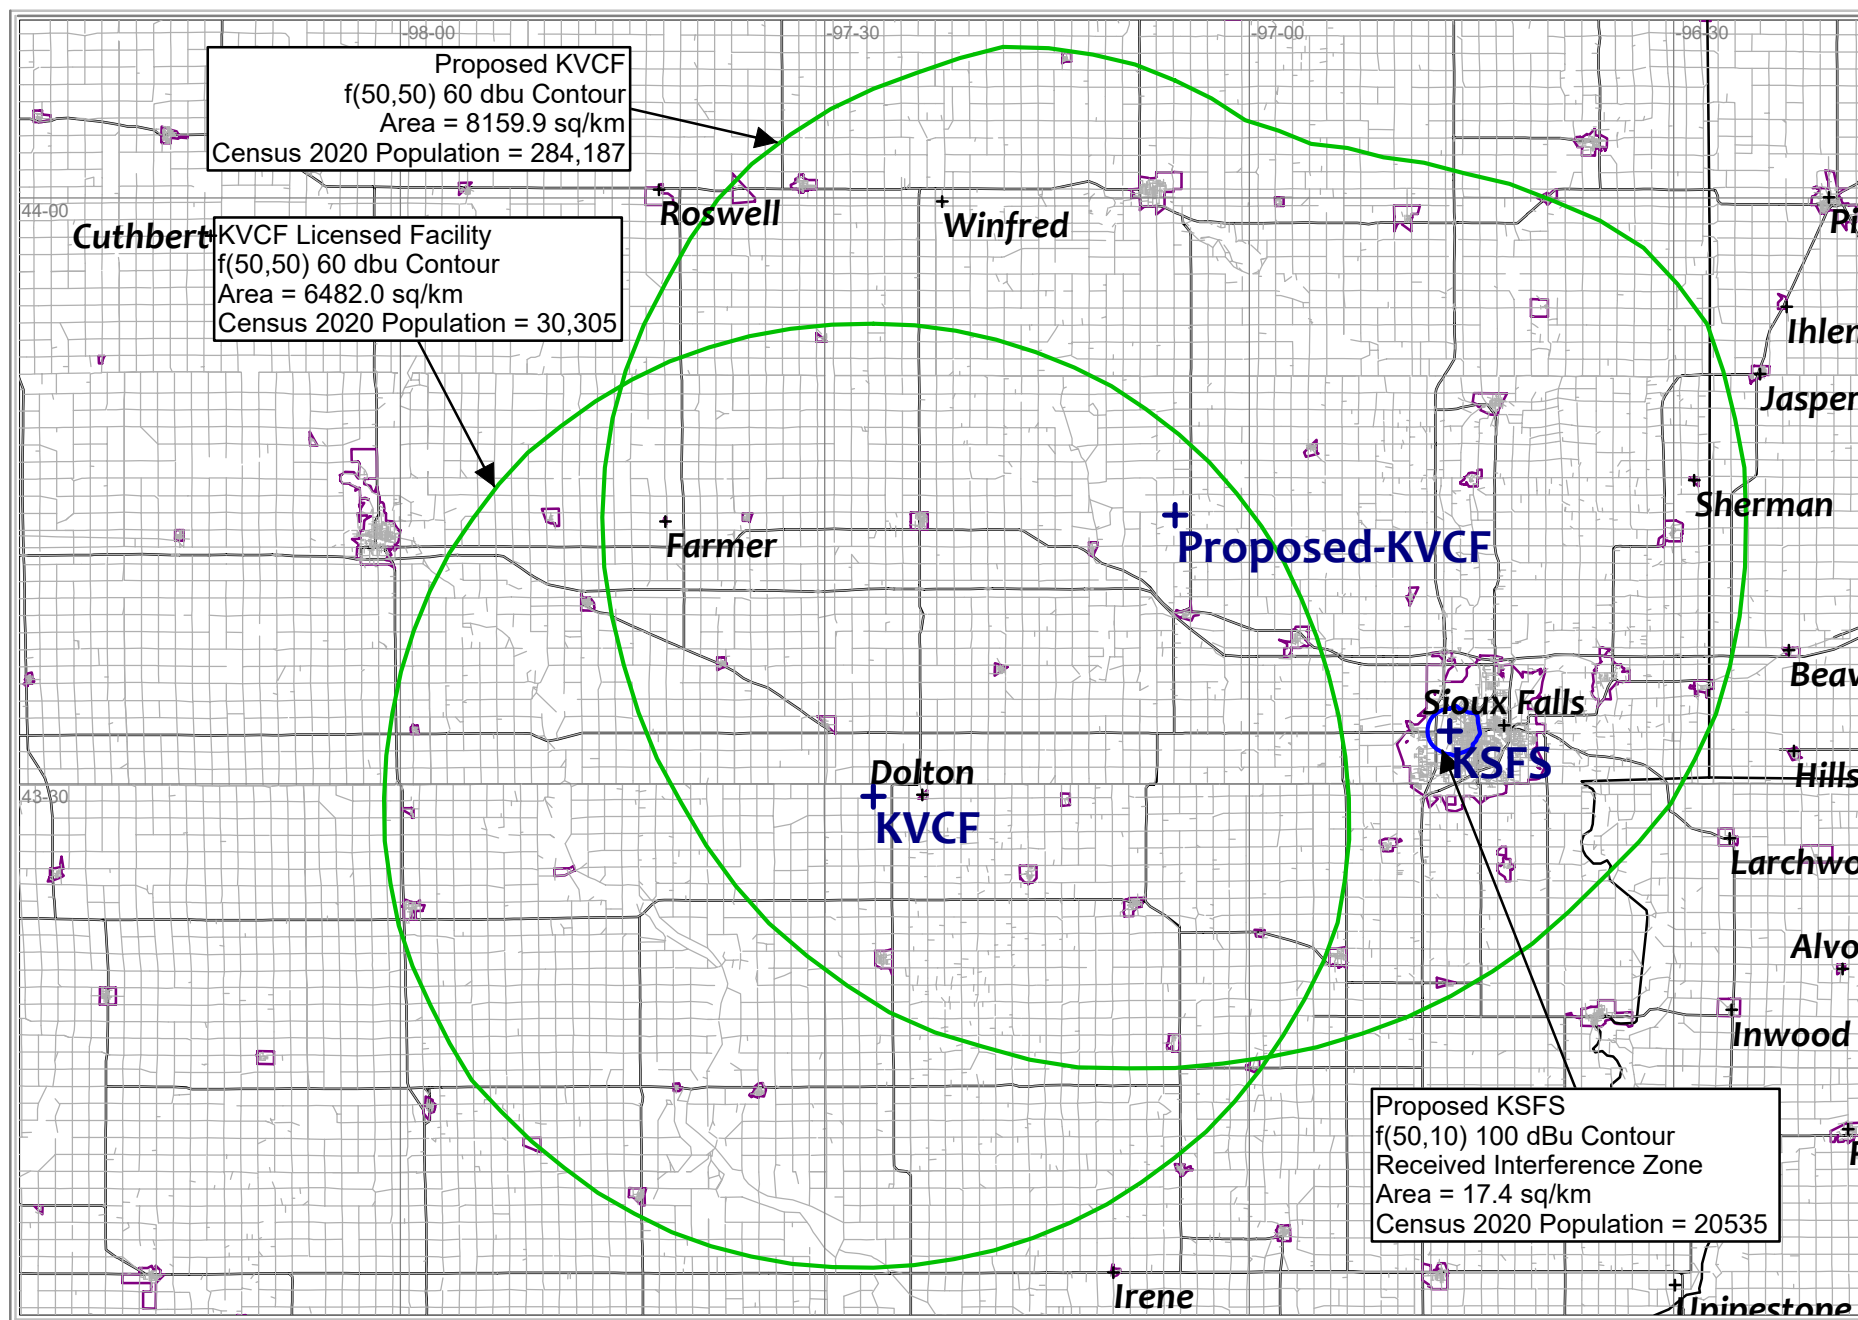 -98-00
-97-30
-97-00
-96-30
Proposed KVCF
f(50,50) 60 dbu Contour
Area = 8159.9 sq/km
Census 2020 Population = 284,187
44-00
Roswell
Winfred
Pi
Cuthbert
KVCF Licensed Facility
f(50,50) 60 dbu Contour
Area = 6482.0 sq/km
Census 2020 Population = 30,305
Ihlen
Jasper
Sherman
Farmer
Proposed-KVCF
Beav
Sioux Falls
KSFS
Hills
Dolton
43-30
KVCF
Larchwo
Alvo
Inwood
Proposed KSFS
f(50,10) 100 dBu Contour
Received Interference Zone
Area = 17.4 sq/km
Census 2020 Population = 20535
Irene